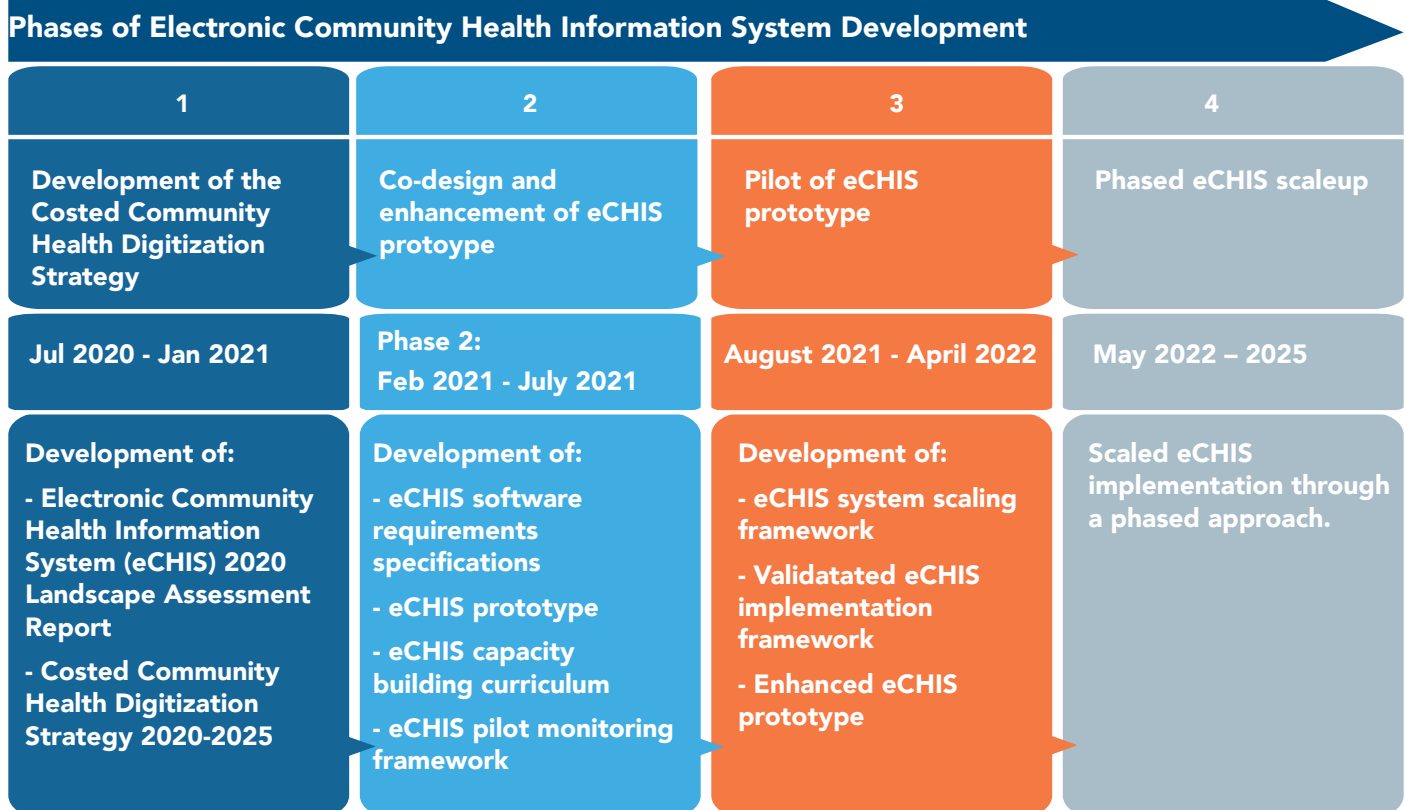 Phases of Electronic Community Health Information System Development
1
2
3
4
Development of the
Costed Community
Health Digitization
Strategy
Co-design and
enhancement of eCHIS
protoype
Pilot of eCHIS
prototype
Phased eCHIS scaleup
Jul 2020 - Jan 2021
Phase 2:
Feb 2021 - July 2021
August 2021 - April 2022
May 2022 – 2025
Development of:
- Electronic Community
Health Information
System (eCHIS) 2020
Landscape Assessment
Report
- Costed Community
Health Digitization
Strategy 2020-2025
Development of:
- eCHIS software
requirements
specifications
- eCHIS prototype
- eCHIS capacity
building curriculum
- eCHIS pilot monitoring
framework
Development of:
- eCHIS system scaling
framework
- Validatated eCHIS
implementation
framework
- Enhanced eCHIS
prototype
Scaled eCHIS
implementation through
a phased approach.